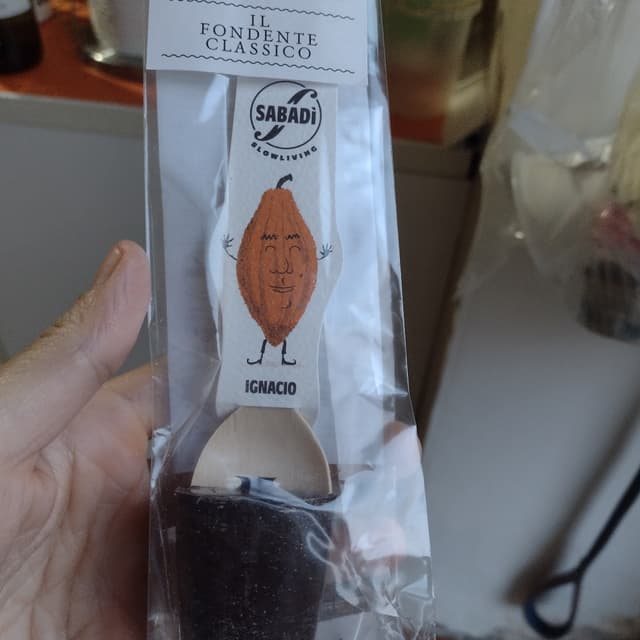 IL
FONDENTE
CLASSICO
SABADì
SLOWLIVING
iGNACIO